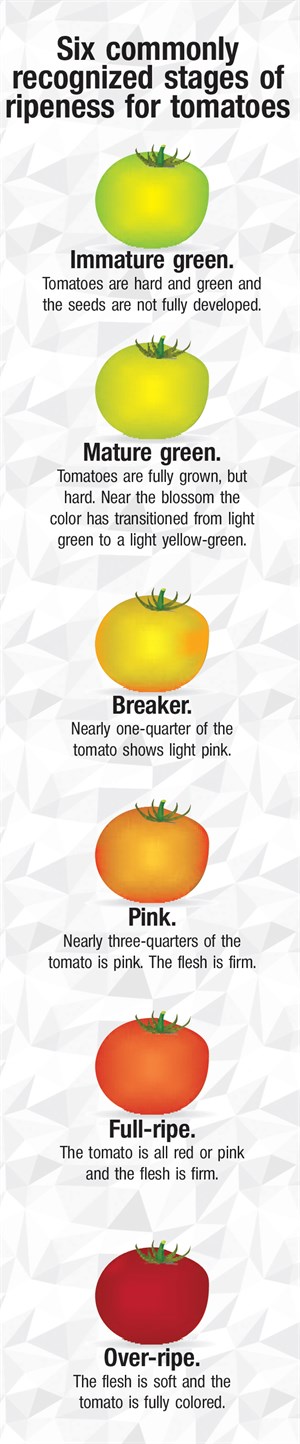 Six commonly
recognized stages of
ripeness for tomatoes
Immature green.
Tomatoes are hard and green and
the seeds are not fully developed.
Mature green.
Tomatoes are fully grown, but
hard. Near the blossom the
color has transitioned from light
green to a light yellow-green.
Breaker.
Nearly one-quarter of the
tomato shows light pink.
Pink.
Nearly three-quarters of the
tomato is pink. The flesh is firm.
Full-ripe.
The tomato is all red or pink
and the flesh is firm.
Over-ripe.
The flesh is soft and the
tomato is fully colored.